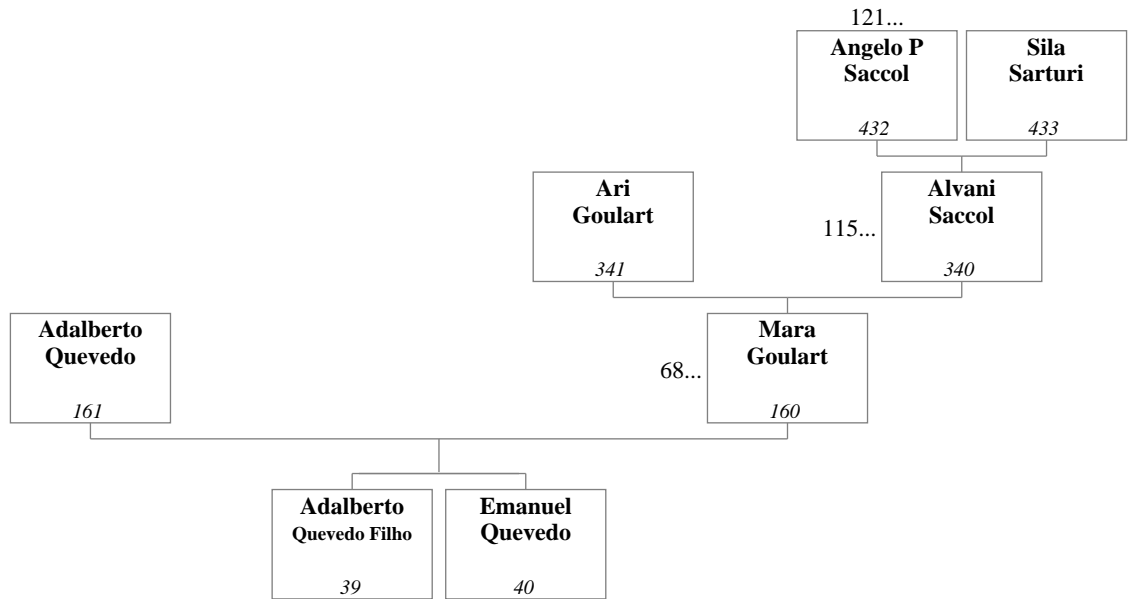 121...
Angelo P
Saccol
432
Sila
Sarturi
433
Ari
Goulart
341
115...
Alvani
Saccol
340
Adalberto
Quevedo
161
68...
Mara
Goulart
160
Adalberto
Quevedo Filho
39
Emanuel
Quevedo
40